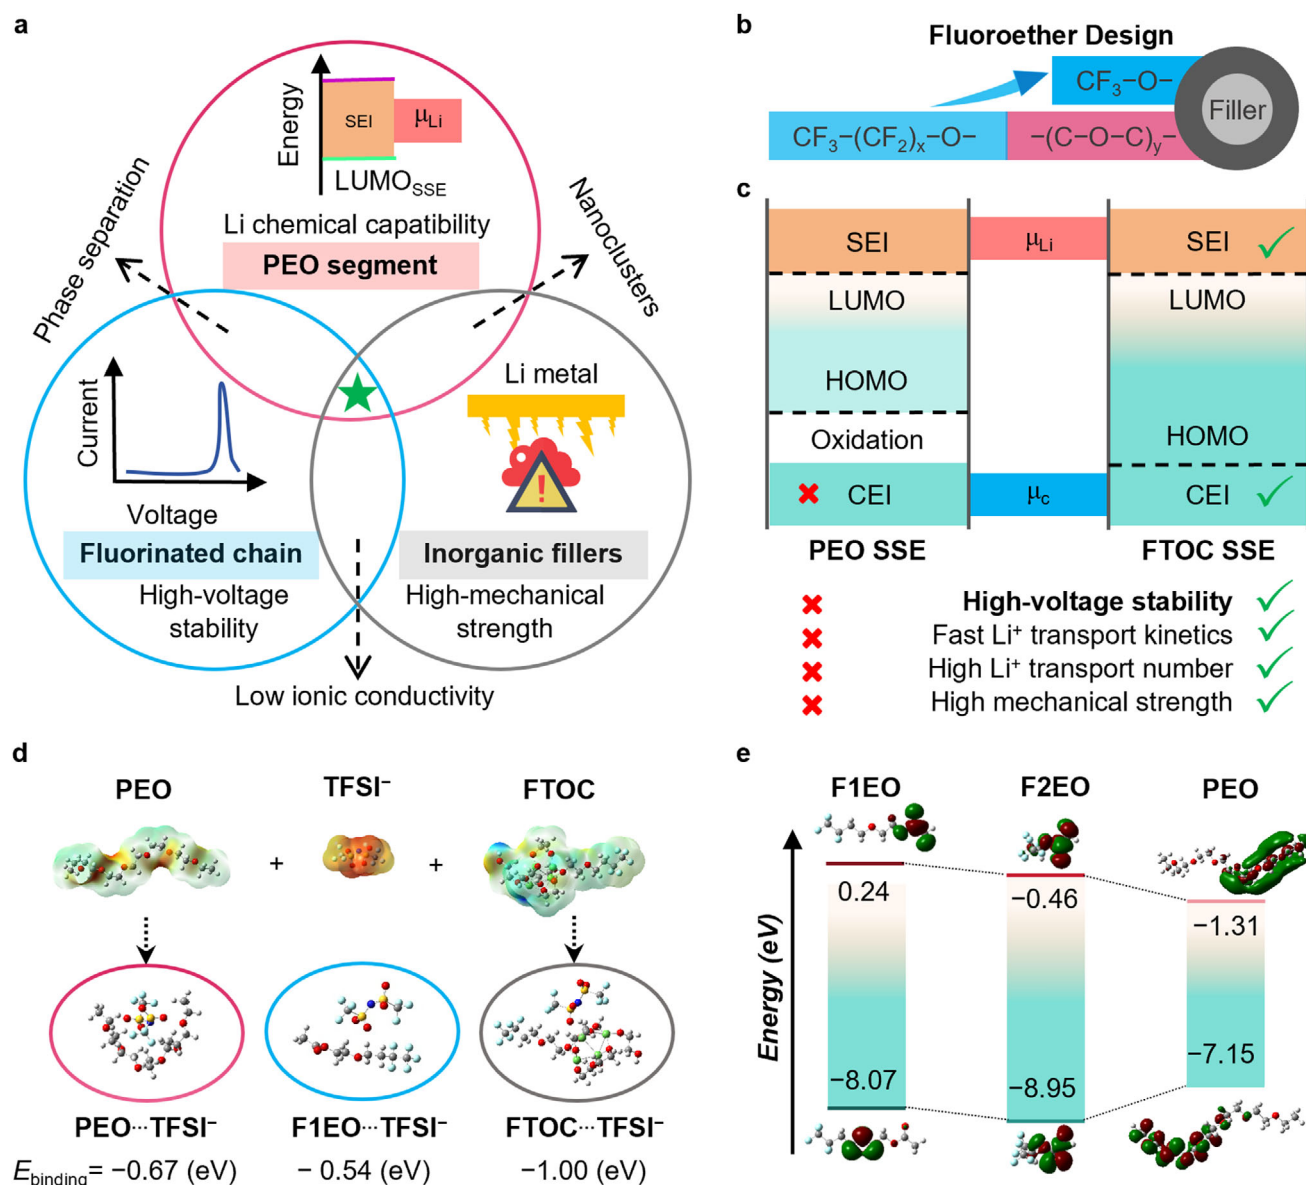 a
Energy
SEI
μLi
LUMOSSE
Li chemical capatibility
PEO segment
Phase separation
Nanoclusters
Current
Voltage
Fluorinated chain
High-voltage
stability
Li metal
!
Inorganic fillers
High-mechanical
strength
Low ionic conductivity
b
Fluoroether Design
CF3−O−
CF3−(CF2)x−O−
−(C−O−C)y−
Filler
c
SEI
μLi
SEI
LUMO
LUMO
HOMO
HOMO
Oxidation
CEI
μc
CEI
PEO SSE
FTOC SSE
High-voltage stability
Fast Li+ transport kinetics
High Li+ transport number
High mechanical strength
d
PEO
TFSI−
FTOC
+
+
PEO···TFSI−
F1EO···TFSI−
FTOC···TFSI−
Ebinding= −0.67 (eV)
− 0.54 (eV)
−1.00 (eV)
e
F1EO
F2EO
PEO
Energy (eV)
0.24
−0.46
−1.31
−8.07
−8.95
−7.15